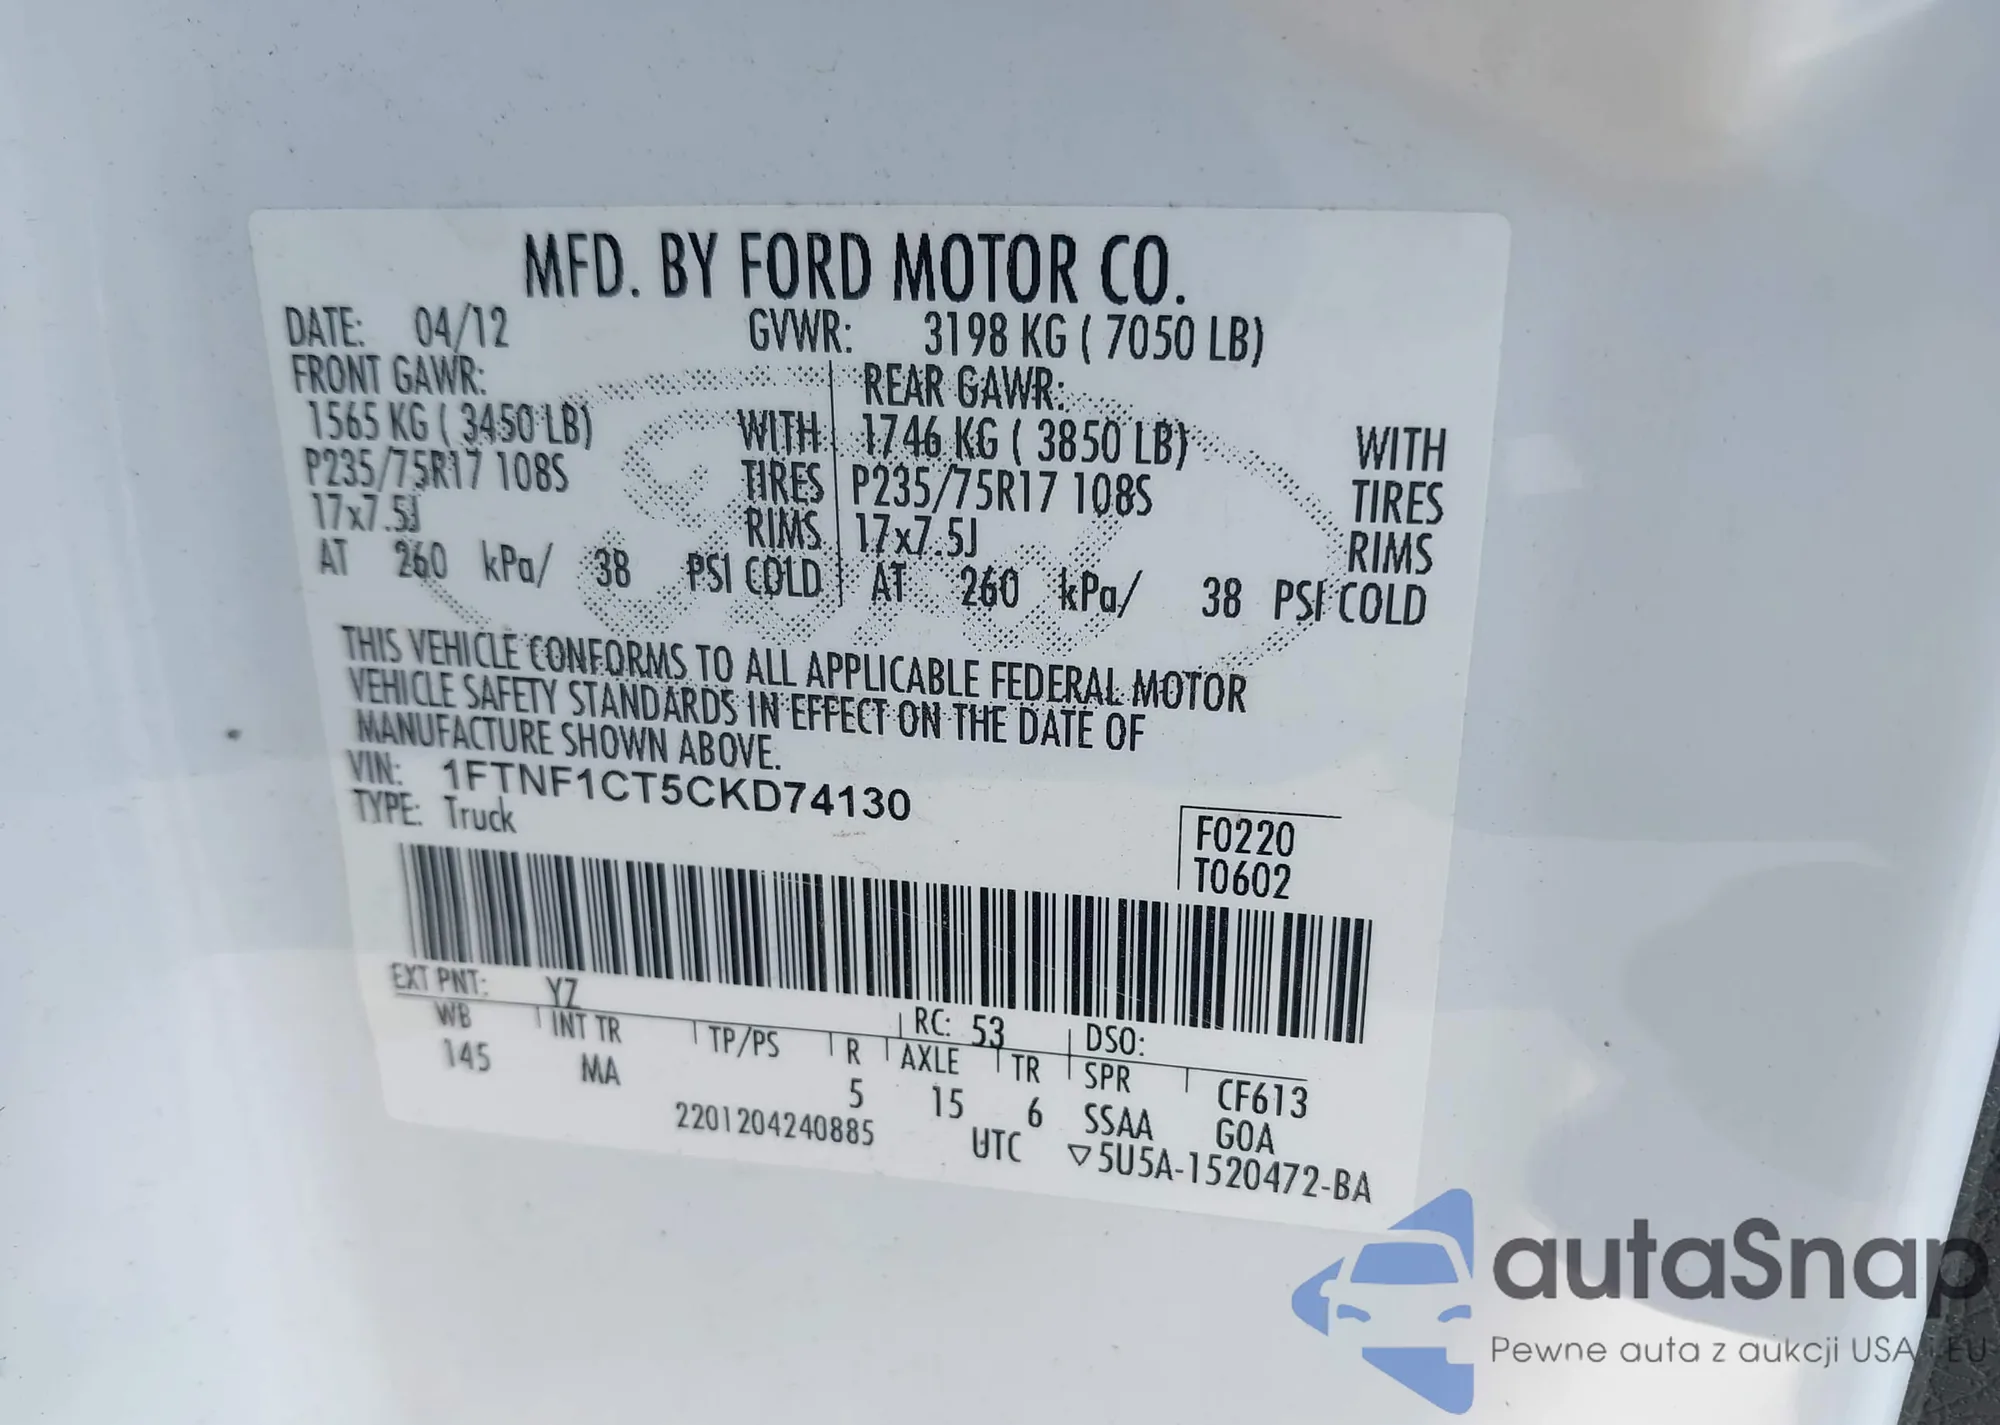 MFD. BY FORD MOTOR CO.
DATE: 04/12 GVWR: 3198 KG ( 7050 LB)
FRONT GAWR: REAR GAWR:
1565 KG ( 3450 LB) WITH 1746 KG ( 3850 LB) WITH
P235/75R17 108S TIRES P235/75R17 108S TIRES
17x7.5J RIMS 17x7.5J RIMS
AT 260 kPa/ 38 PSI COLD AT 260 kPa/ 38 PSI COLD
THIS VEHICLE CONFORMS TO ALL APPLICABLE FEDERAL MOTOR
VEHICLE SAFETY STANDARDS IN EFFECT ON THE DATE OF
MANUFACTURE SHOWN ABOVE.
VIN: 1FTNF1CT5CKD74130
TYPE: Truck
F0220
T0602
EXT PNT: YZ RC: 53 DSO:
WB INT TR TP/PS R AXLE TR SPR CF613
145 MA 5 15 6 SSAA GOA
2201204240885 UTC ▽5U5A-1520472-BA
autaSnap
Pewne auta z aukcji USA i EU